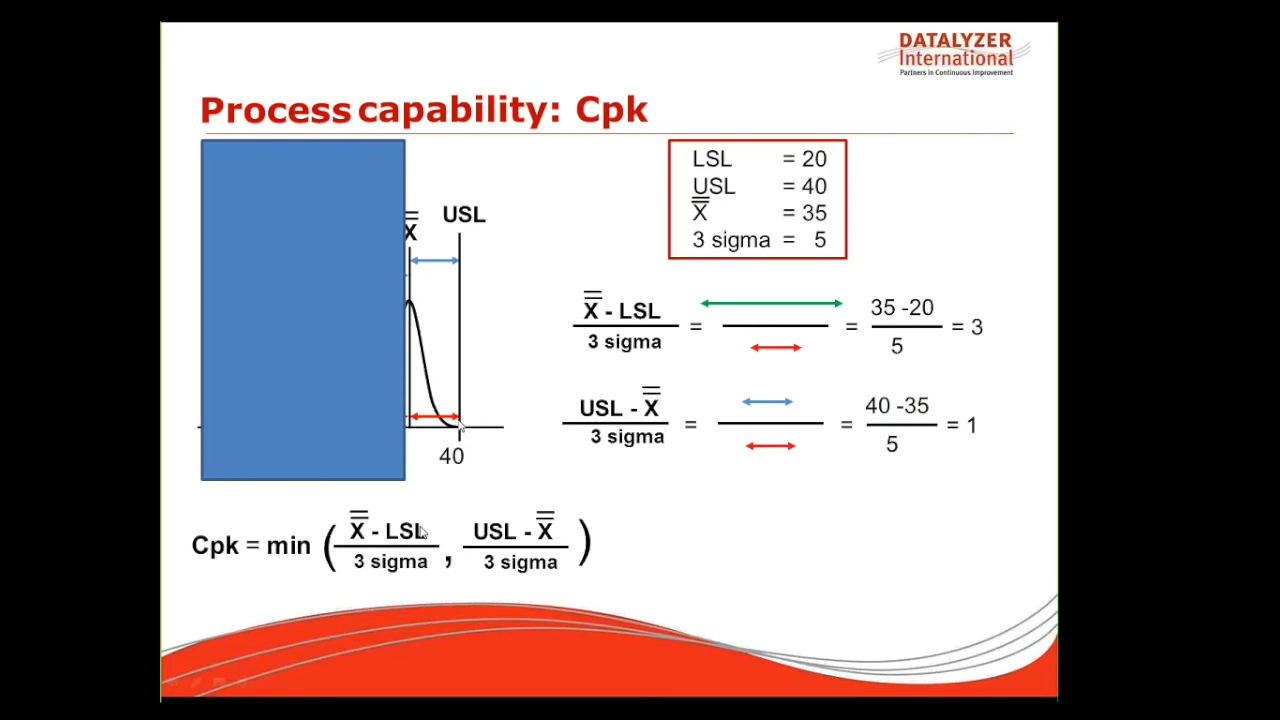 DATALYZER
International
Partners in Continuous Improvement
Process capability: Cpk
LSL = 20
USL = 40
X̿ = 35
3 sigma = 5
X̿ USL
40
X̿ - LSL
3 sigma
=
=
35 -20
5
= 3
USL - X̿
3 sigma
=
=
40 -35
5
= 1
Cpk = min ( X̿ - LSL , USL - X̿ )
3 sigma 3 sigma